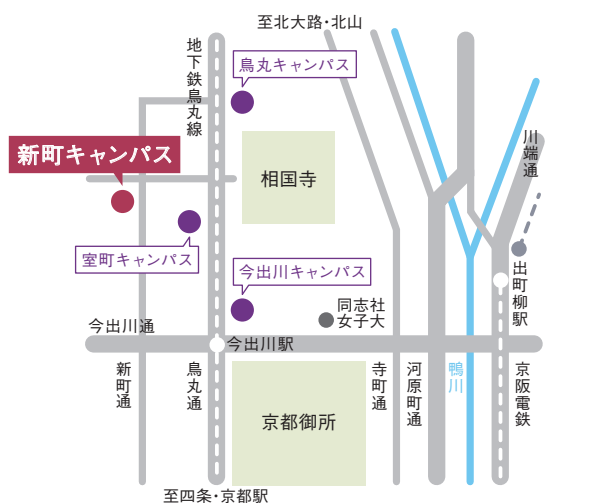 至北大路・北山
地下鉄烏丸線
烏丸キャンパス
川端通
新町キャンパス
相国寺
室町キャンパス
今出川キャンパス
出町柳駅
同志社
女子大
今出川通
今出川駅
新町通
烏丸通
寺町通
河原町通
鴨川
京阪電鉄
京都御所
至四条・京都駅